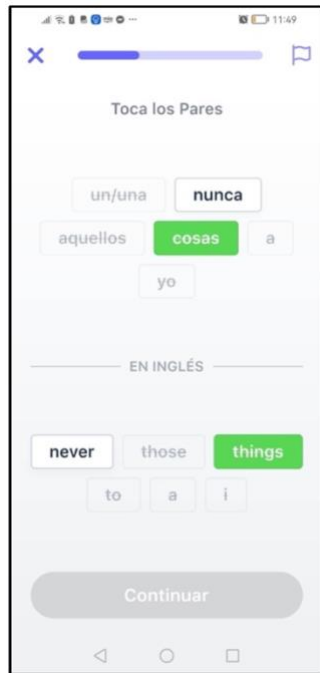 11:49
Toca los Pares
un/una nunca
aquellos cosas a
yo
EN INGLÉS
never those things
to a i
Continuar